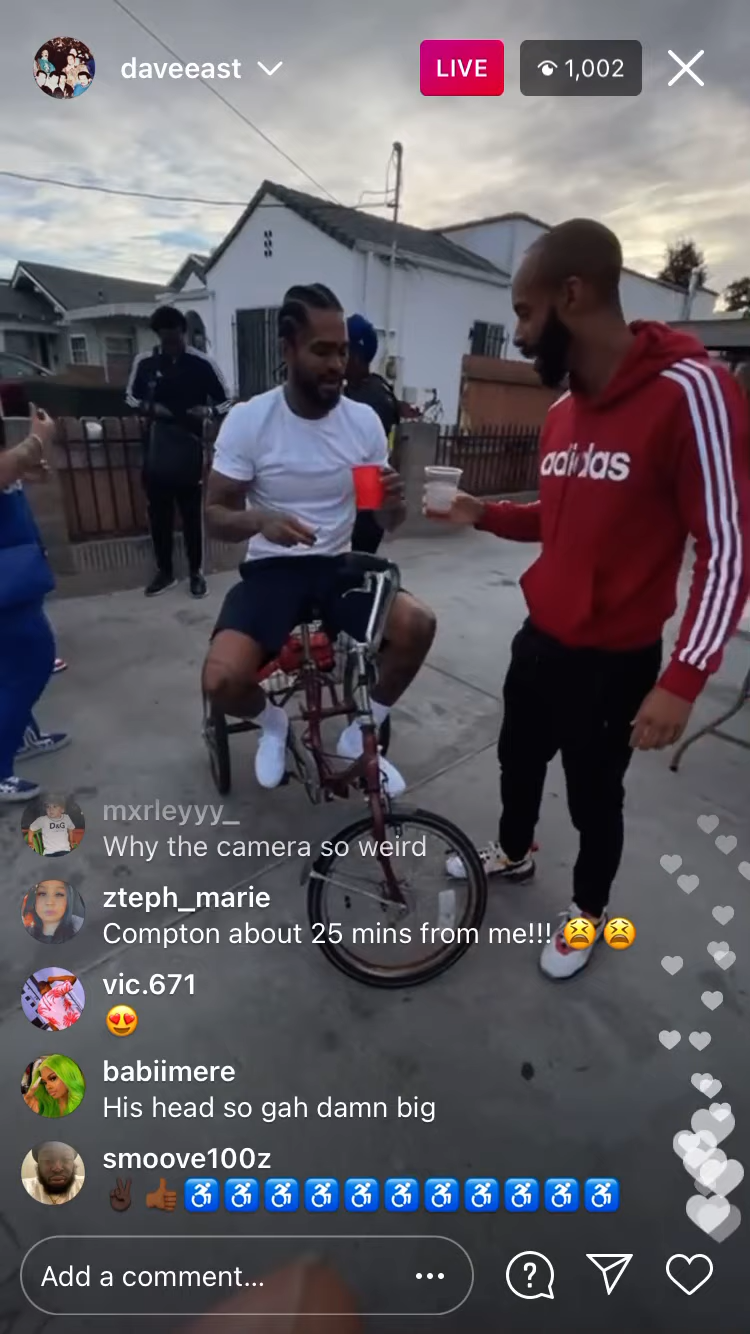 daveeast
LIVE
1,002
adidas
D&G
mxrleyyy_
Why the camera so weird
zteph_marie
Compton about 25 mins from me!!! 😫😫
vic.671
😍
babiimere
His head so gah damn big
smoove100z
✌🏿👍🏾♿♿♿♿♿♿♿♿♿♿♿
Add a comment...